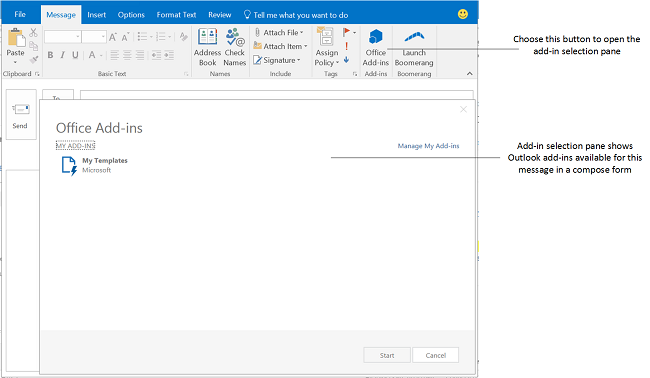 File Message Insert Options Format Text Review Tell me what you want to do
Paste
Clipboard
B I U
Basic Text
Address Book
Check Names
Names
Attach File
Attach Item
Signature
Include
Assign Policy
Tags
Office Add-ins
Add-ins
Launch Boomerang
Boomerang
Choose this button to open the
add-in selection pane
Send
To
Office Add-ins
MY ADD-INS
Manage My Add-ins
My Templates
Microsoft
Add-in selection pane shows
Outlook add-ins available for this
message in a compose form
Start Cancel